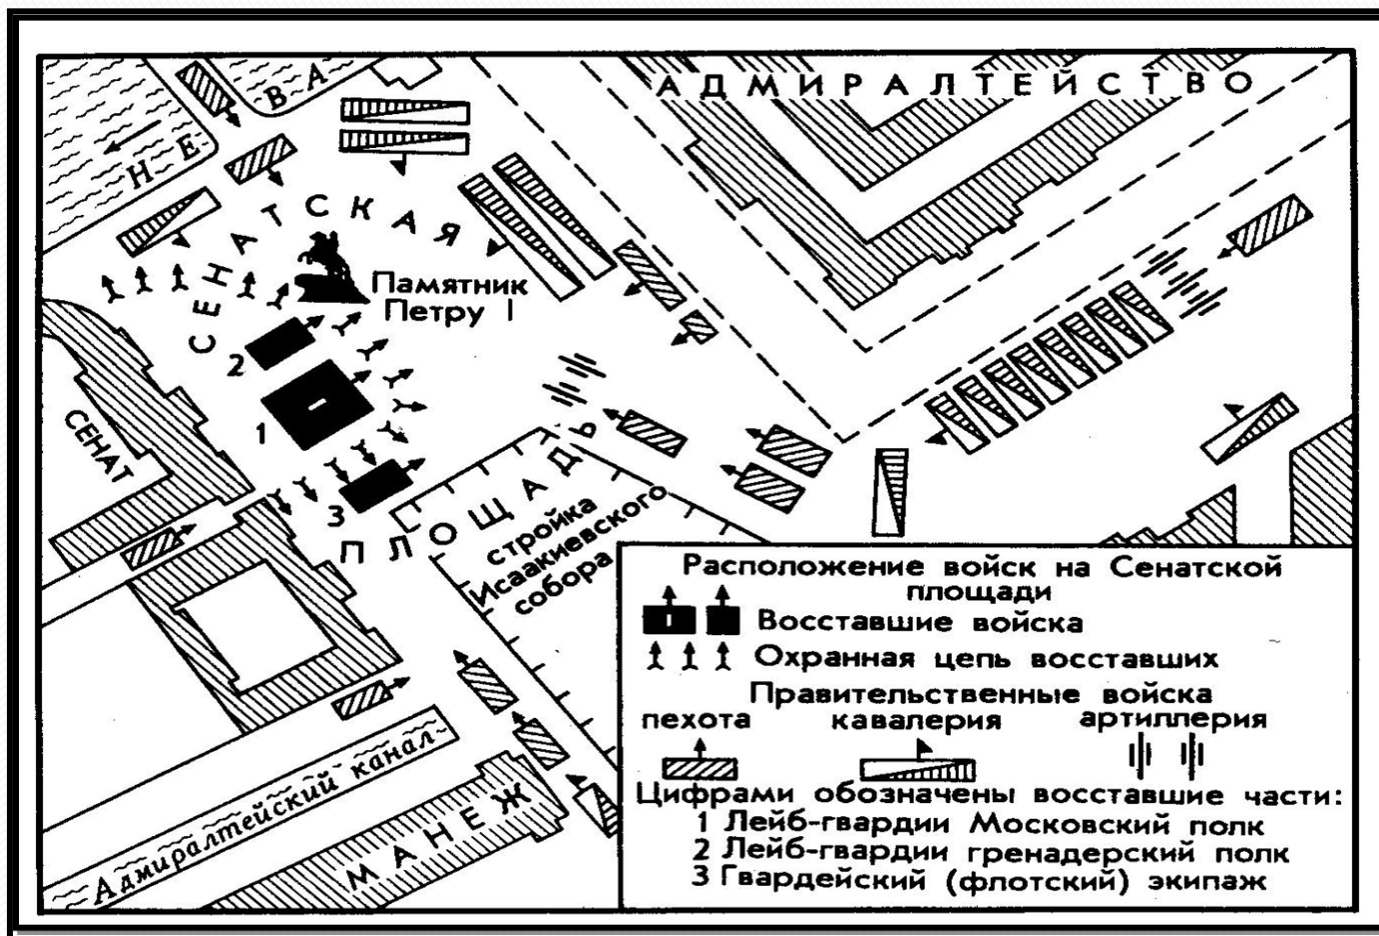 АДМИРАЛТЕЙСТВО
НЕВА
СЕНАТСКАЯ
Памятник
Петру I
2
1
3
СЕНАТ
ПЛОЩАДЬ
стройка
Исаакиевского
собора
Адмиралтейский канал
МАНЕЖ
Расположение войск на Сенатской
площади
Восставшие войска
Охранная цепь восставших
Правительственные войска
пехота кавалерия артиллерия
Цифрами обозначены восставшие части:
1 Лейб-гвардии Московский полк
2 Лейб-гвардии гренадерский полк
3 Гвардейский (флотский) экипаж